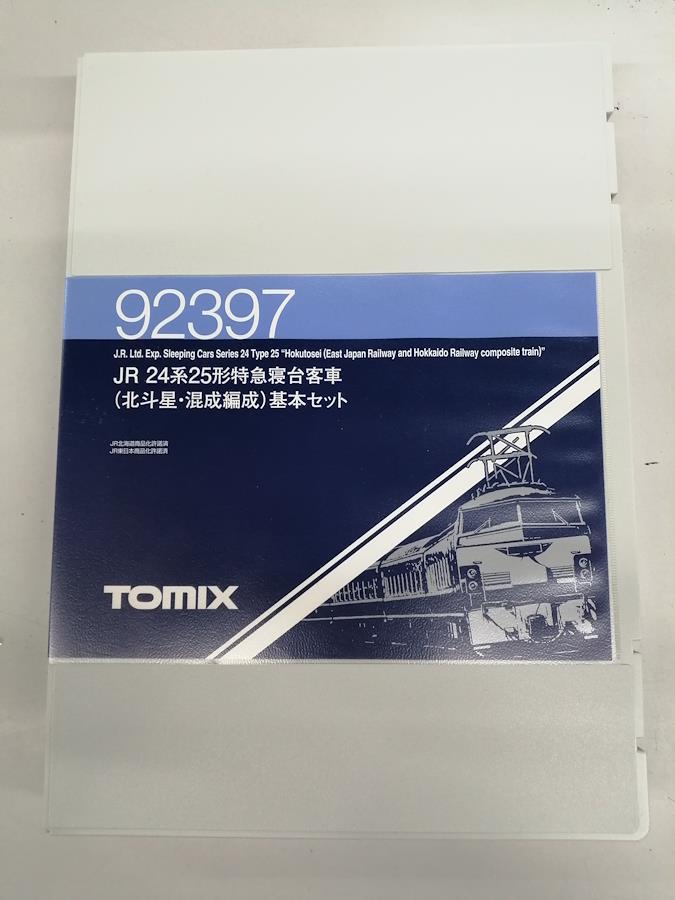 92397
J.R. Ltd. Exp. Sleeping Cars Series 24 Type 25 "Hokutosei (East Japan Railway and Hokkaido Railway composite train)"
JR 24系25形特急寝台客車
(北斗星・混成編成)基本セット
JR北海道商品化許諾済
JR東日本商品化許諾済
TOMIX